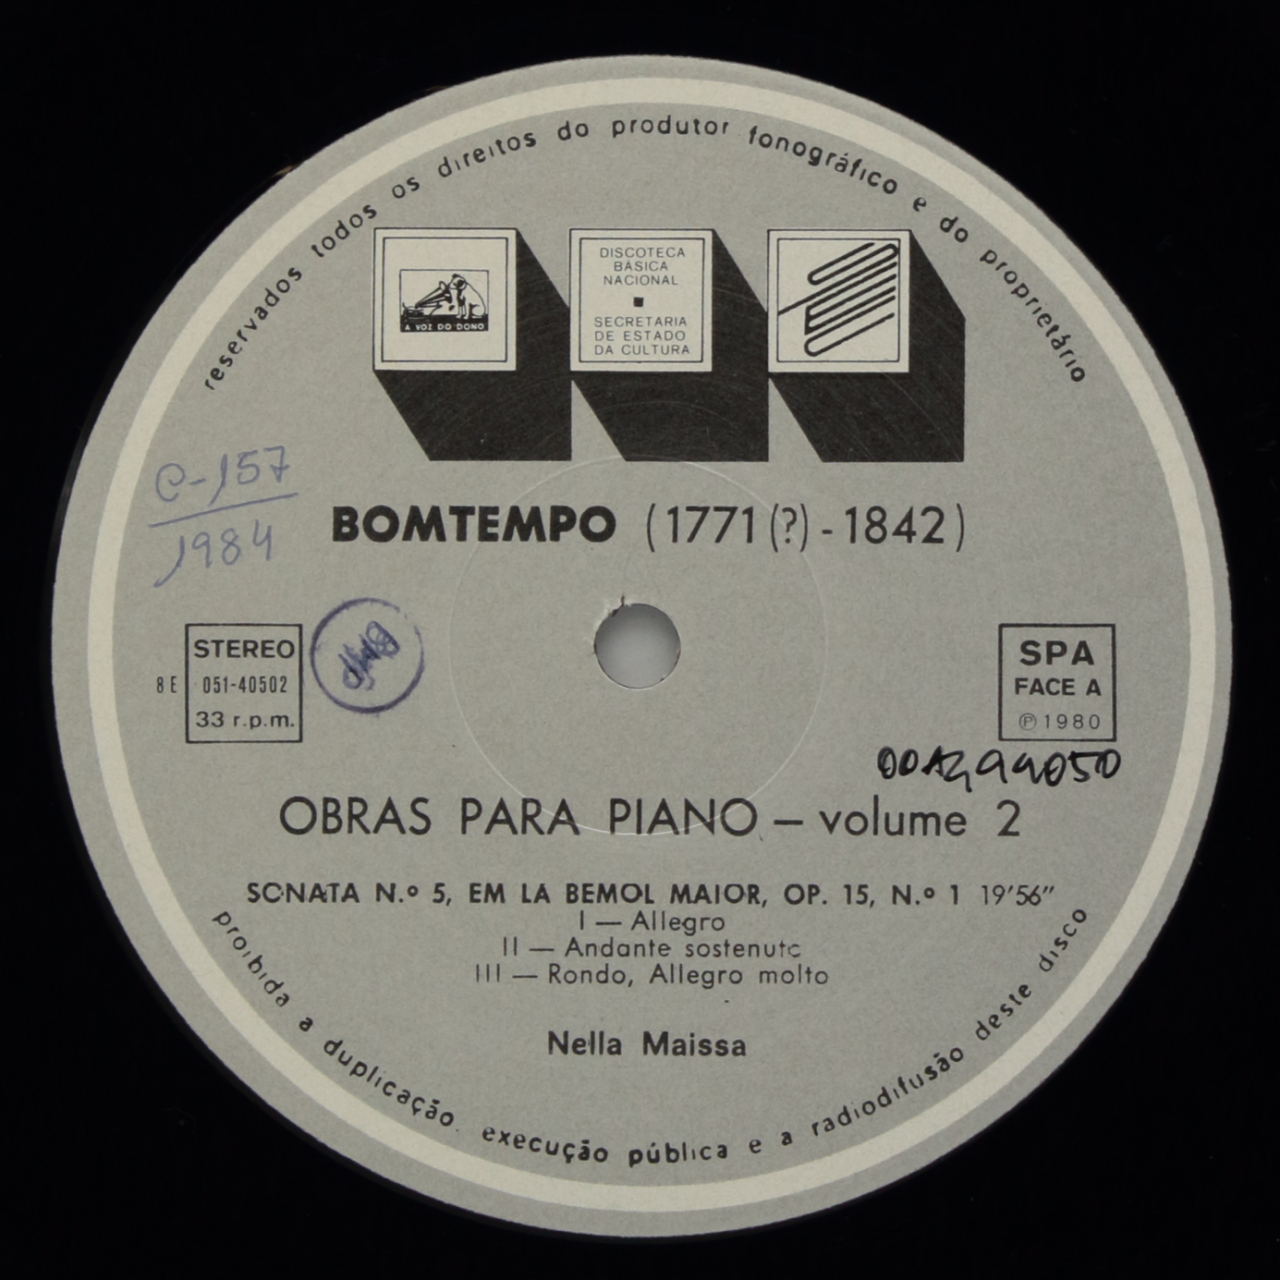 reservados todos os direitos do produtor fonográfico e do proprietário
A VOZ DO DONO
DISCOTECA
BÁSICA
NACIONAL
SECRETARIA
DE ESTADO
DA CULTURA
C-157
1984
BOMTEMPO (1771(?)-1842)
STEREO
8 E 051-40502
33 r.p.m.
SPA
FACE A
Ⓟ 1980
OBRAS PARA PIANO – volume 2
SONATA N.º 5, EM LA BEMOL MAIOR, OP. 15, N.º 1 19'56"
I — Allegro
II — Andante sostenuto
III — Rondo, Allegro molto
Nella Maissa
proibida a duplicação. execução pública e a radiodifusão deste disco